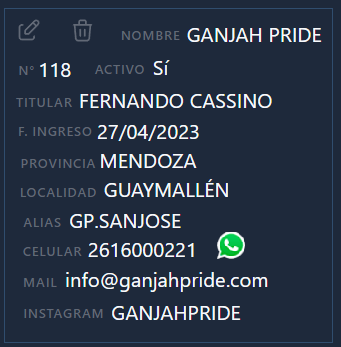 NOMBRE GANJAH PRIDE
N° 118 ACTIVO Sí
TITULAR FERNANDO CASSINO
F. INGRESO 27/04/2023
PROVINCIA MENDOZA
LOCALIDAD GUAYMALLÉN
ALIAS GP.SANJOSE
CELULAR 2616000221
MAIL info@ganjahpride.com
INSTAGRAM GANJAHPRIDE